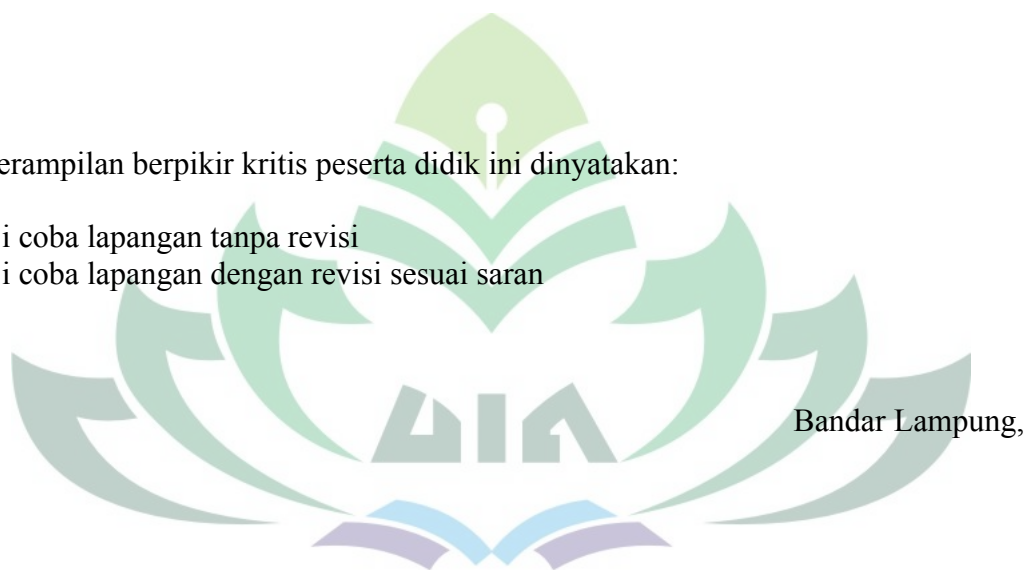 erampilan berpikir kritis peserta didik ini dinyatakan:
i coba lapangan tanpa revisi
i coba lapangan dengan revisi sesuai saran
Bandar Lampung,
UIN